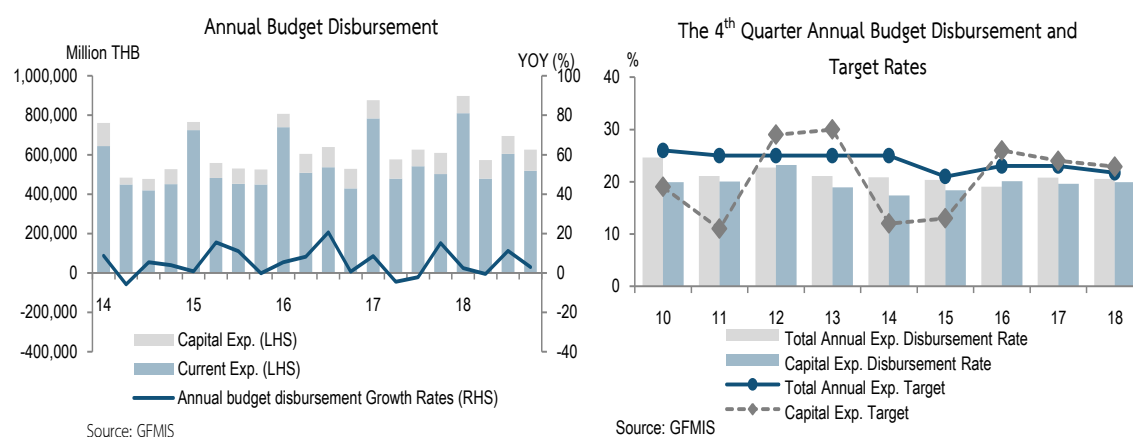 Annual Budget Disbursement
Million THB
YOY (%)
1,000,000
800,000
600,000
400,000
200,000
0
-200,000
-400,000
100
80
60
40
20
0
-20
-40
14 15 16 17 18
Capital Exp. (LHS)
Current Exp. (LHS)
Annual budget disbursement Growth Rates (RHS)
Source: GFMIS
The 4th Quarter Annual Budget Disbursement and
Target Rates
%
40
30
20
10
0
10 11 12 13 14 15 16 17 18
Total Annual Exp. Disbursement Rate
Capital Exp. Disbursement Rate
Total Annual Exp. Target
Capital Exp. Target
Source: GFMIS